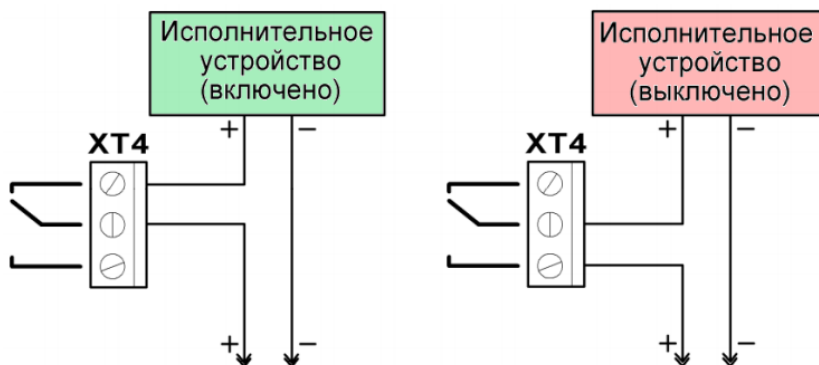 Исполнительное
устройство
(включено)
+ −
XT4
+ −
Исполнительное
устройство
(выключено)
+ −
XT4
+ −